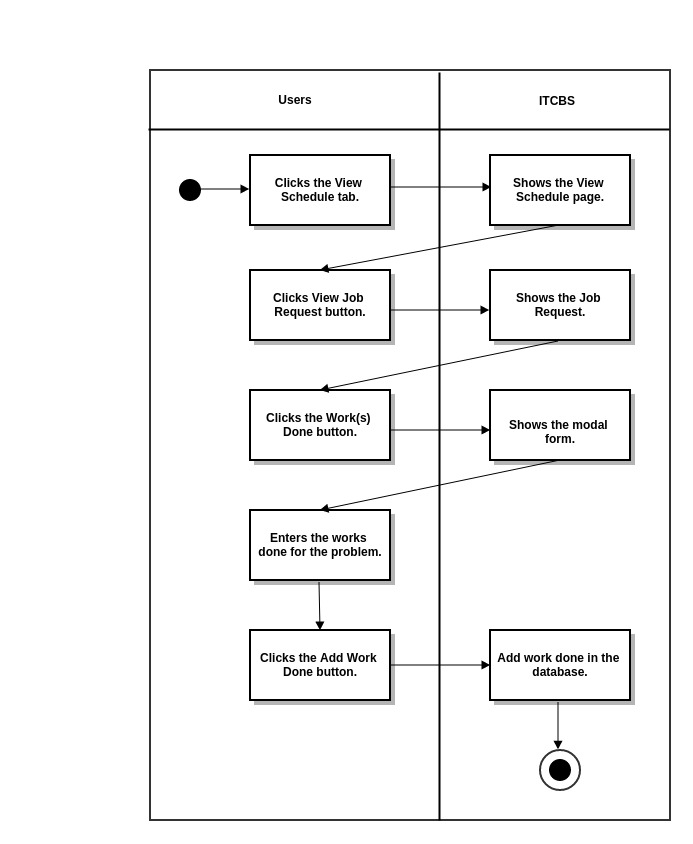 Users
ITCBS
Clicks the View
Schedule tab.
Shows the View
Schedule page.
Clicks View Job
Request button.
Shows the Job
Request.
Clicks the Work(s)
Done button.
Shows the modal
form.
Enters the works
done for the problem.
Clicks the Add Work
Done button.
Add work done in the
database.